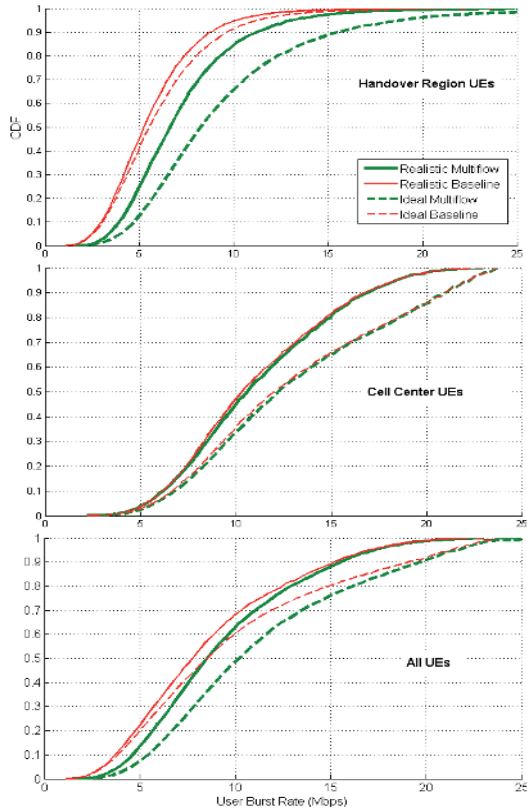 1
0.9
0.8
0.7
0.6
0.5
0.4
0.3
0.2
0.1
0
CDF
Handover Region UEs
Realistic Multiflow
Realistic Baseline
Ideal Multiflow
Ideal Baseline
0 5 10 15 20 25
1
0.9
0.8
0.7
0.6
0.5
0.4
0.3
0.2
0.1
0
Cell Center UEs
0 5 10 15 20 25
1
0.9
0.8
0.7
0.6
0.5
0.4
0.3
0.2
0.1
0
All UEs
0 5 10 15 20 25
User Burst Rate (Mbps)